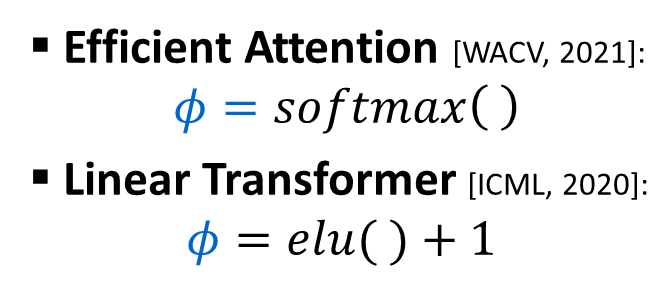 ▪ Efficient Attention [WACV, 2021]:
ϕ = softmax( )
▪ Linear Transformer [ICML, 2020]:
ϕ = elu( ) + 1